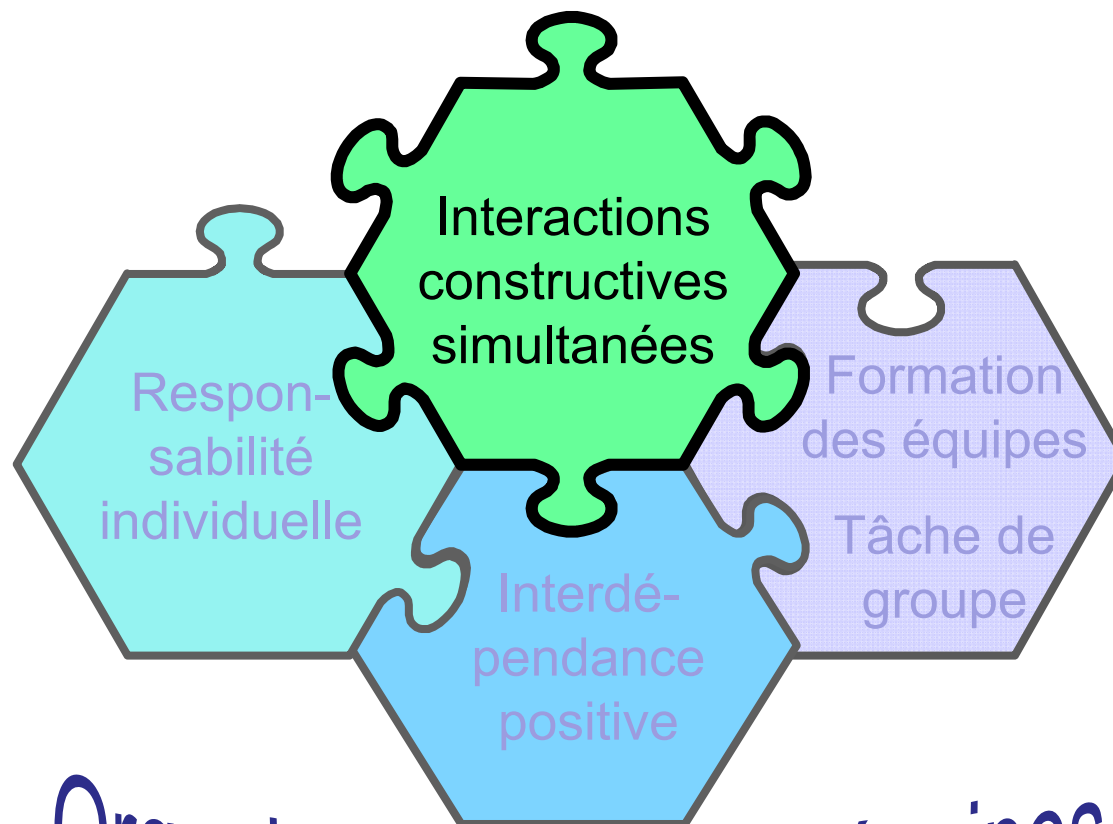 Interactions
constructives
simultanées
Respon-
sabilité
individuelle
Interdé-
pendance
positive
Formation
des équipes
Tâche de
groupe